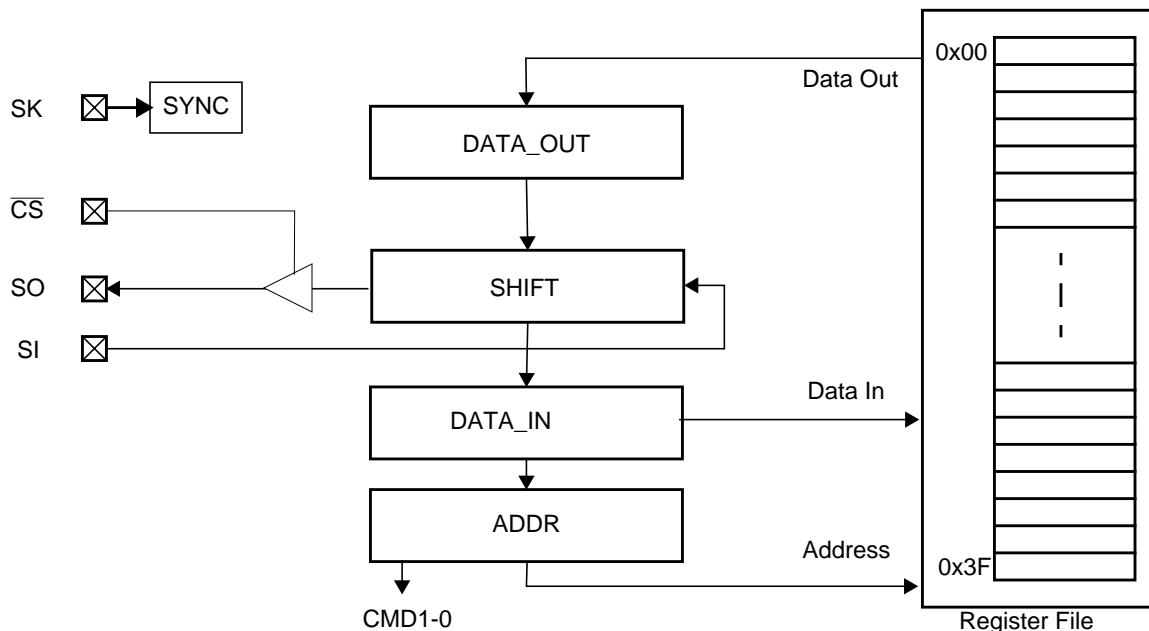 0x00
Data Out
SK
SYNC
DATA_OUT
CS
SO
SHIFT
SI
Data In
DATA_IN
ADDR
Address
0x3F
CMD1-0
Register File